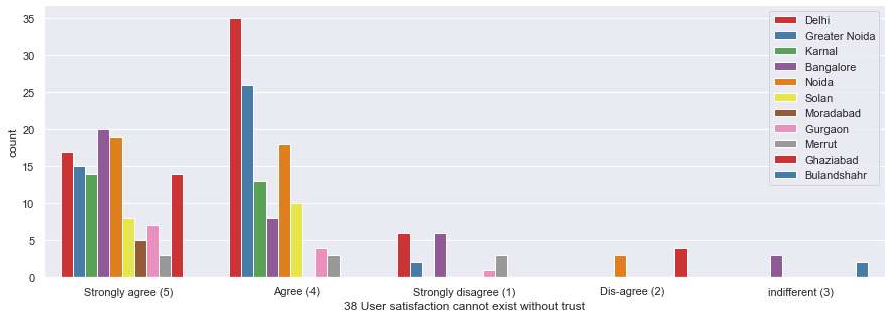 35
30
25
20
15
10
5
0
count
Strongly agree (5)
Agree (4)
Strongly disagree (1)
Dis-agree (2)
indifferent (3)
38 User satisfaction cannot exist without trust
Delhi
Greater Noida
Karnal
Bangalore
Noida
Solan
Moradabad
Gurgaon
Merrut
Ghaziabad
Bulandshahr